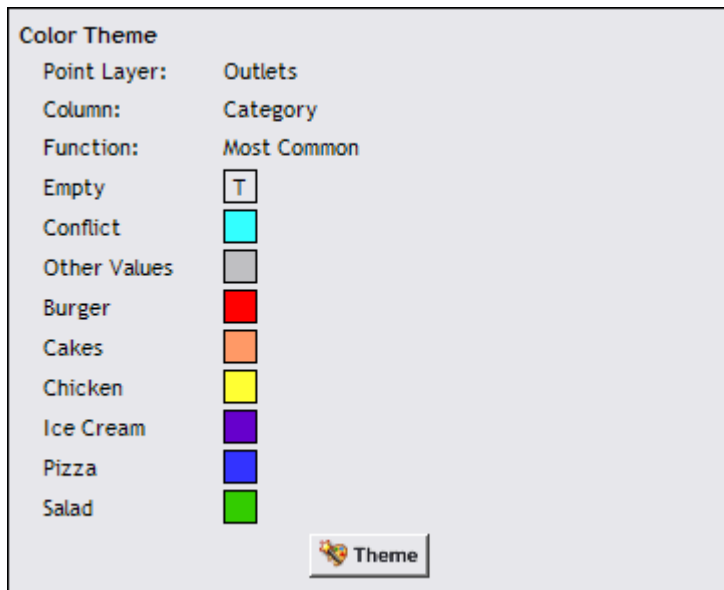 Color Theme
Point Layer: Outlets
Column: Category
Function: Most Common
Empty T
Conflict
Other Values
Burger
Cakes
Chicken
Ice Cream
Pizza
Salad
Theme